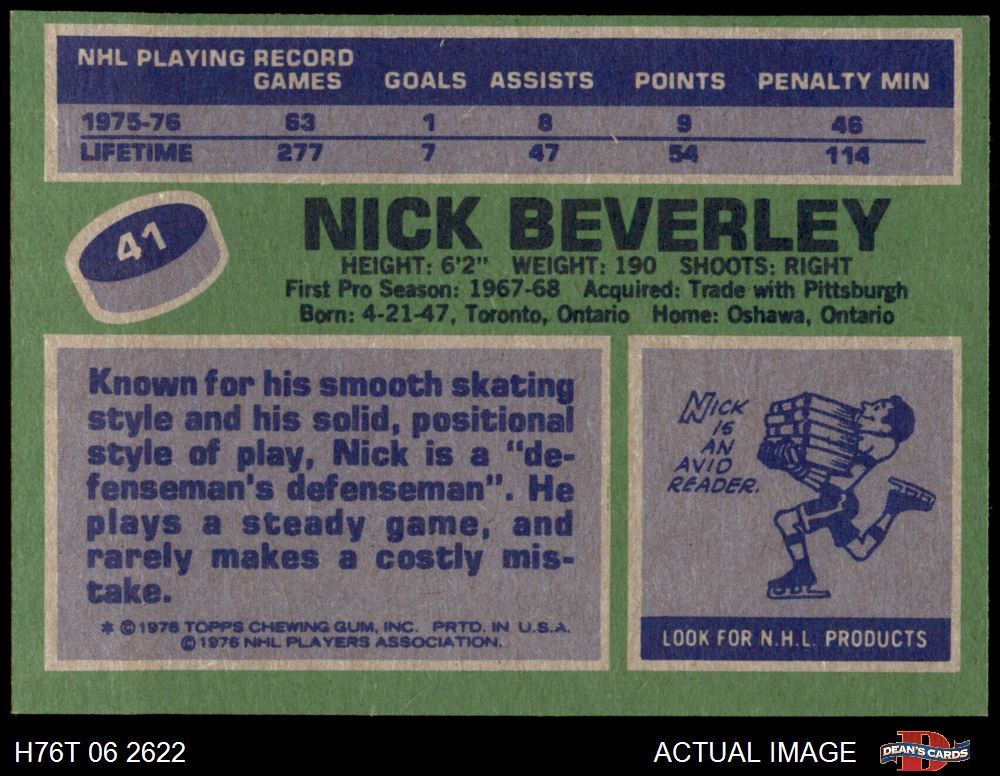 NHL PLAYING RECORD
GAMES GOALS ASSISTS POINTS PENALTY MIN
1975-76 63 1 8 9 46
LIFETIME 277 7 47 54 114
41
NICK BEVERLEY
HEIGHT: 6'2" WEIGHT: 190 SHOOTS: RIGHT
First Pro Season: 1967-68 Acquired: Trade with Pittsburgh
Born: 4-21-47, Toronto, Ontario Home: Oshawa, Ontario
Known for his smooth skating
style and his solid, positional
style of play, Nick is a "de-
fenseman's defenseman". He
plays a steady game, and
rarely makes a costly mis-
take.
* © 1976 TOPPS CHEWING GUM, INC. PRTD. IN U.S.A.
© 1976 NHL PLAYERS ASSOCIATION.
NICK
IS
AN
AVID
READER.
LOOK FOR N.H.L. PRODUCTS
H76T 06 2622
ACTUAL IMAGE
D
DEAN'S CARDS